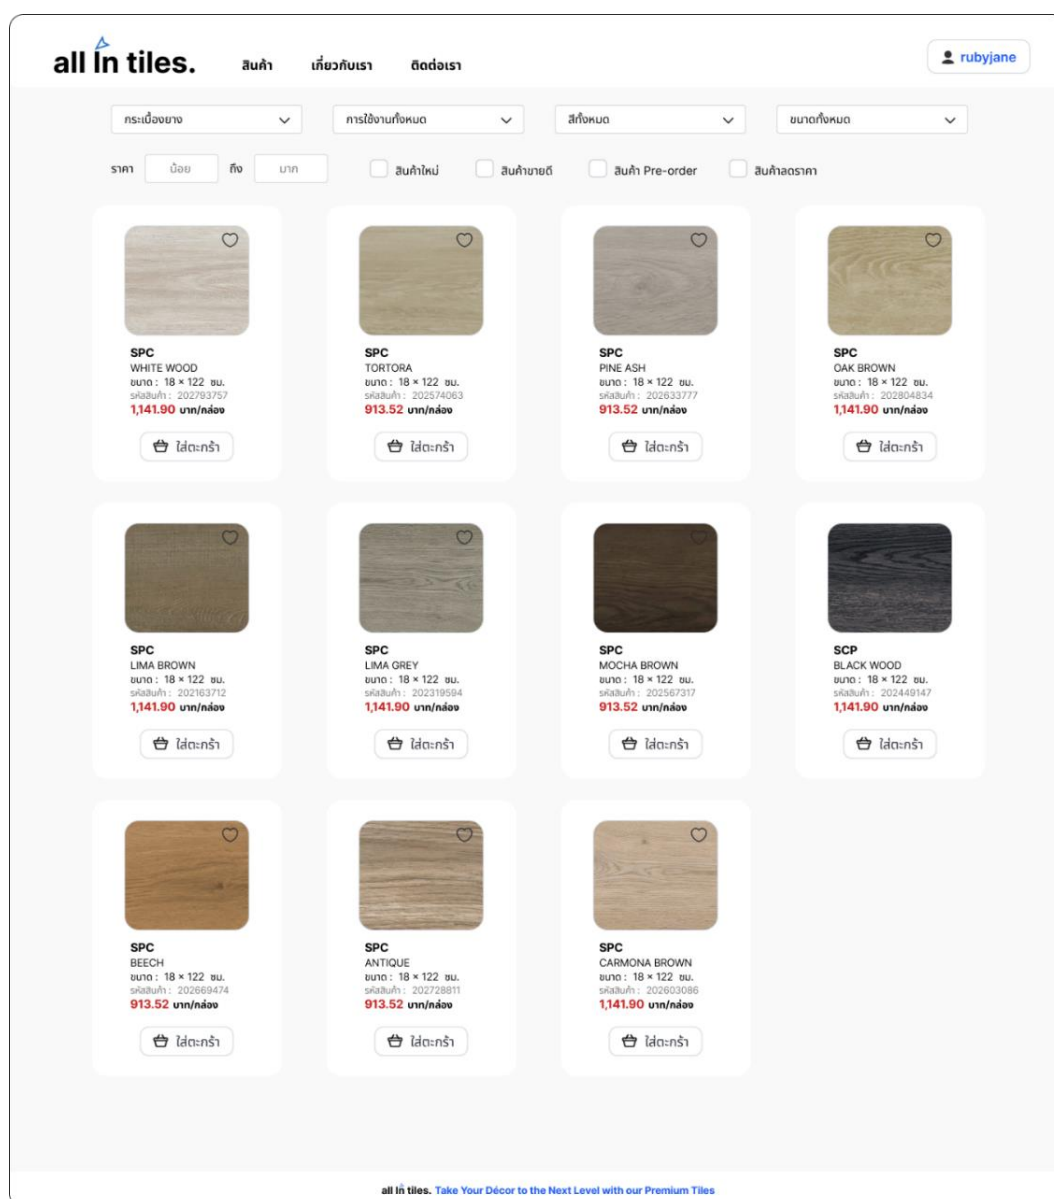 all in tiles. สินค้า เกี่ยวกับเรา ติดต่อเรา rubyjane
กระเบื้องยาง การใช้งานทั้งหมด สีทั้งหมด ขนาดทั้งหมด
ราคา น้อย ถึง มาก สินค้าใหม่ สินค้าขายดี สินค้า Pre-order สินค้าลดราคา
SPC
WHITE WOOD
ขนาด : 18 × 122 ซม.
รหัสสินค้า : 202793757
1,141.90 บาท/กล่อง
ใส่ตะกร้า
SPC
TORTORA
ขนาด : 18 × 122 ซม.
รหัสสินค้า : 202574063
913.52 บาท/กล่อง
ใส่ตะกร้า
SPC
PINE ASH
ขนาด : 18 × 122 ซม.
รหัสสินค้า : 202633777
913.52 บาท/กล่อง
ใส่ตะกร้า
SPC
OAK BROWN
ขนาด : 18 × 122 ซม.
รหัสสินค้า : 202804834
1,141.90 บาท/กล่อง
ใส่ตะกร้า
SPC
LIMA BROWN
ขนาด : 18 × 122 ซม.
รหัสสินค้า : 202163712
1,141.90 บาท/กล่อง
ใส่ตะกร้า
SPC
LIMA GREY
ขนาด : 18 × 122 ซม.
รหัสสินค้า : 202319594
1,141.90 บาท/กล่อง
ใส่ตะกร้า
SPC
MOCHA BROWN
ขนาด : 18 × 122 ซม.
รหัสสินค้า : 202567317
913.52 บาท/กล่อง
ใส่ตะกร้า
SCP
BLACK WOOD
ขนาด : 18 × 122 ซม.
รหัสสินค้า : 202449147
1,141.90 บาท/กล่อง
ใส่ตะกร้า
SPC
BEECH
ขนาด : 18 × 122 ซม.
รหัสสินค้า : 202669474
913.52 บาท/กล่อง
ใส่ตะกร้า
SPC
ANTIQUE
ขนาด : 18 × 122 ซม.
รหัสสินค้า : 202728811
913.52 บาท/กล่อง
ใส่ตะกร้า
SPC
CARMONA BROWN
ขนาด : 18 × 122 ซม.
รหัสสินค้า : 202603086
1,141.90 บาท/กล่อง
ใส่ตะกร้า
all in tiles. Take Your Décor to the Next Level with our Premium Tiles